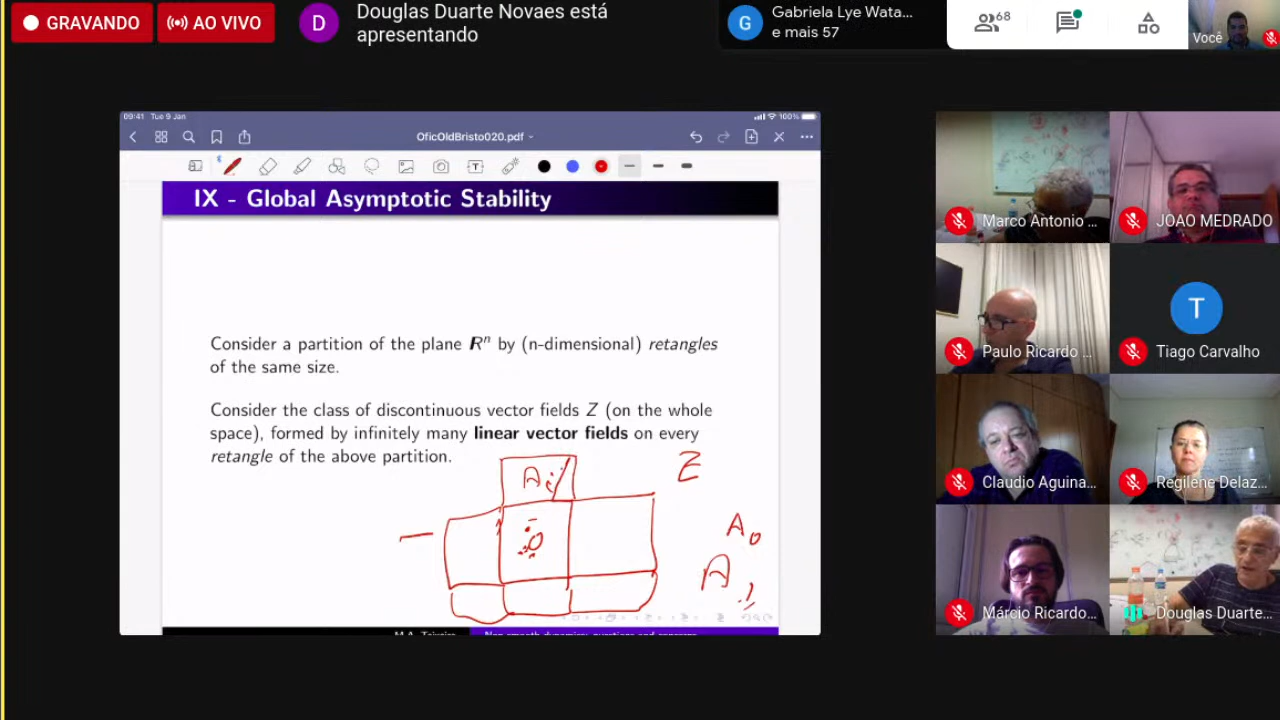 GRAVANDO
AO VIVO
D
Douglas Duarte Novaes está
apresentando
G
Gabriela Lye Wata...
e mais 57
68
Você
09:41 Tue 9 Jan
100%
OficOldBristo020.pdf
IX - Global Asymptotic Stability
Consider a partition of the plane Rⁿ by (n-dimensional) retangles
of the same size.
Consider the class of discontinuous vector fields Z (on the whole
space), formed by infinitely many linear vector fields on every
retangle of the above partition.
Z
A₀
M.A. Teixeira
Marco Antonio ...
JOAO MEDRADO
Paulo Ricardo ...
T
Tiago Carvalho
Claudio Aguina...
Regilene Delaz...
Márcio Ricardo...
Douglas Duarte...